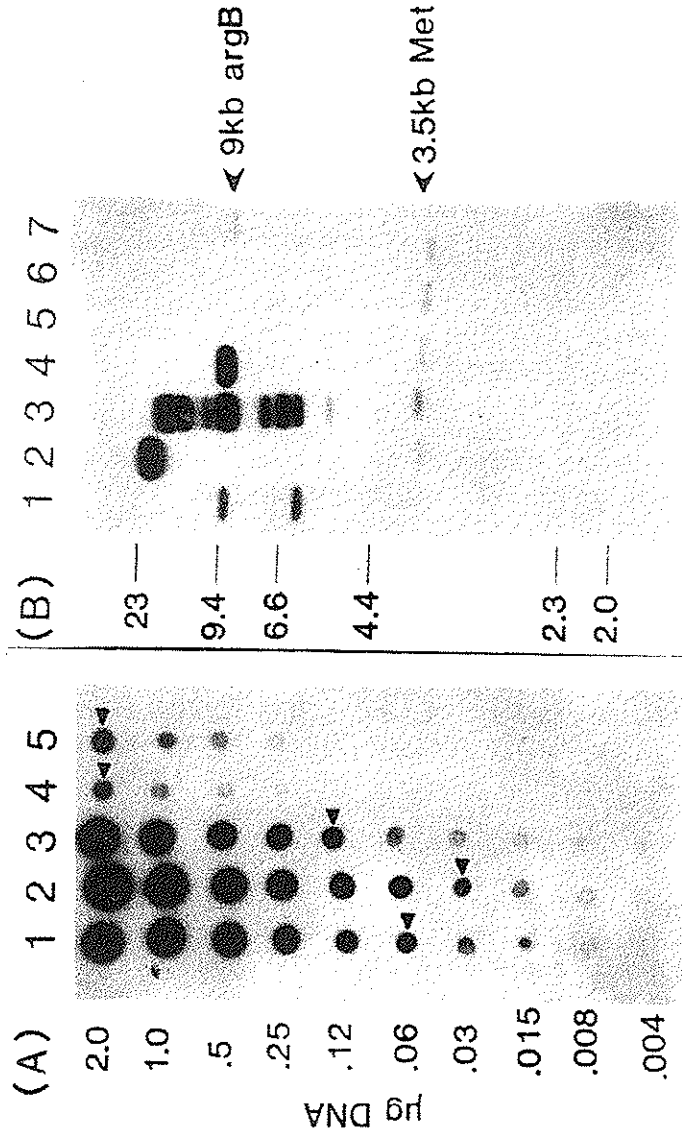 (A)
1 2 3 4 5
2.0
1.0
.5
.25
.12
.06
.03
.015
.008
.004
µg DNA
(B)
1 2 3 4 5 6 7
23
9.4
6.6
4.4
2.3
2.0
9kb argB
3.5kb Met